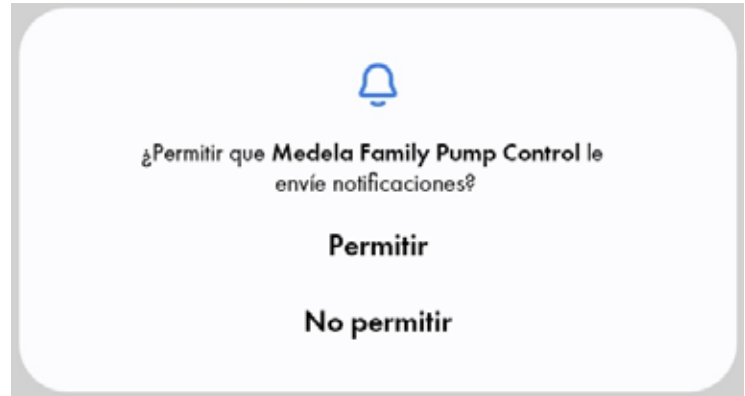 ¿Permitir que Medela Family Pump Control le
envíe notificaciones?
Permitir
No permitir